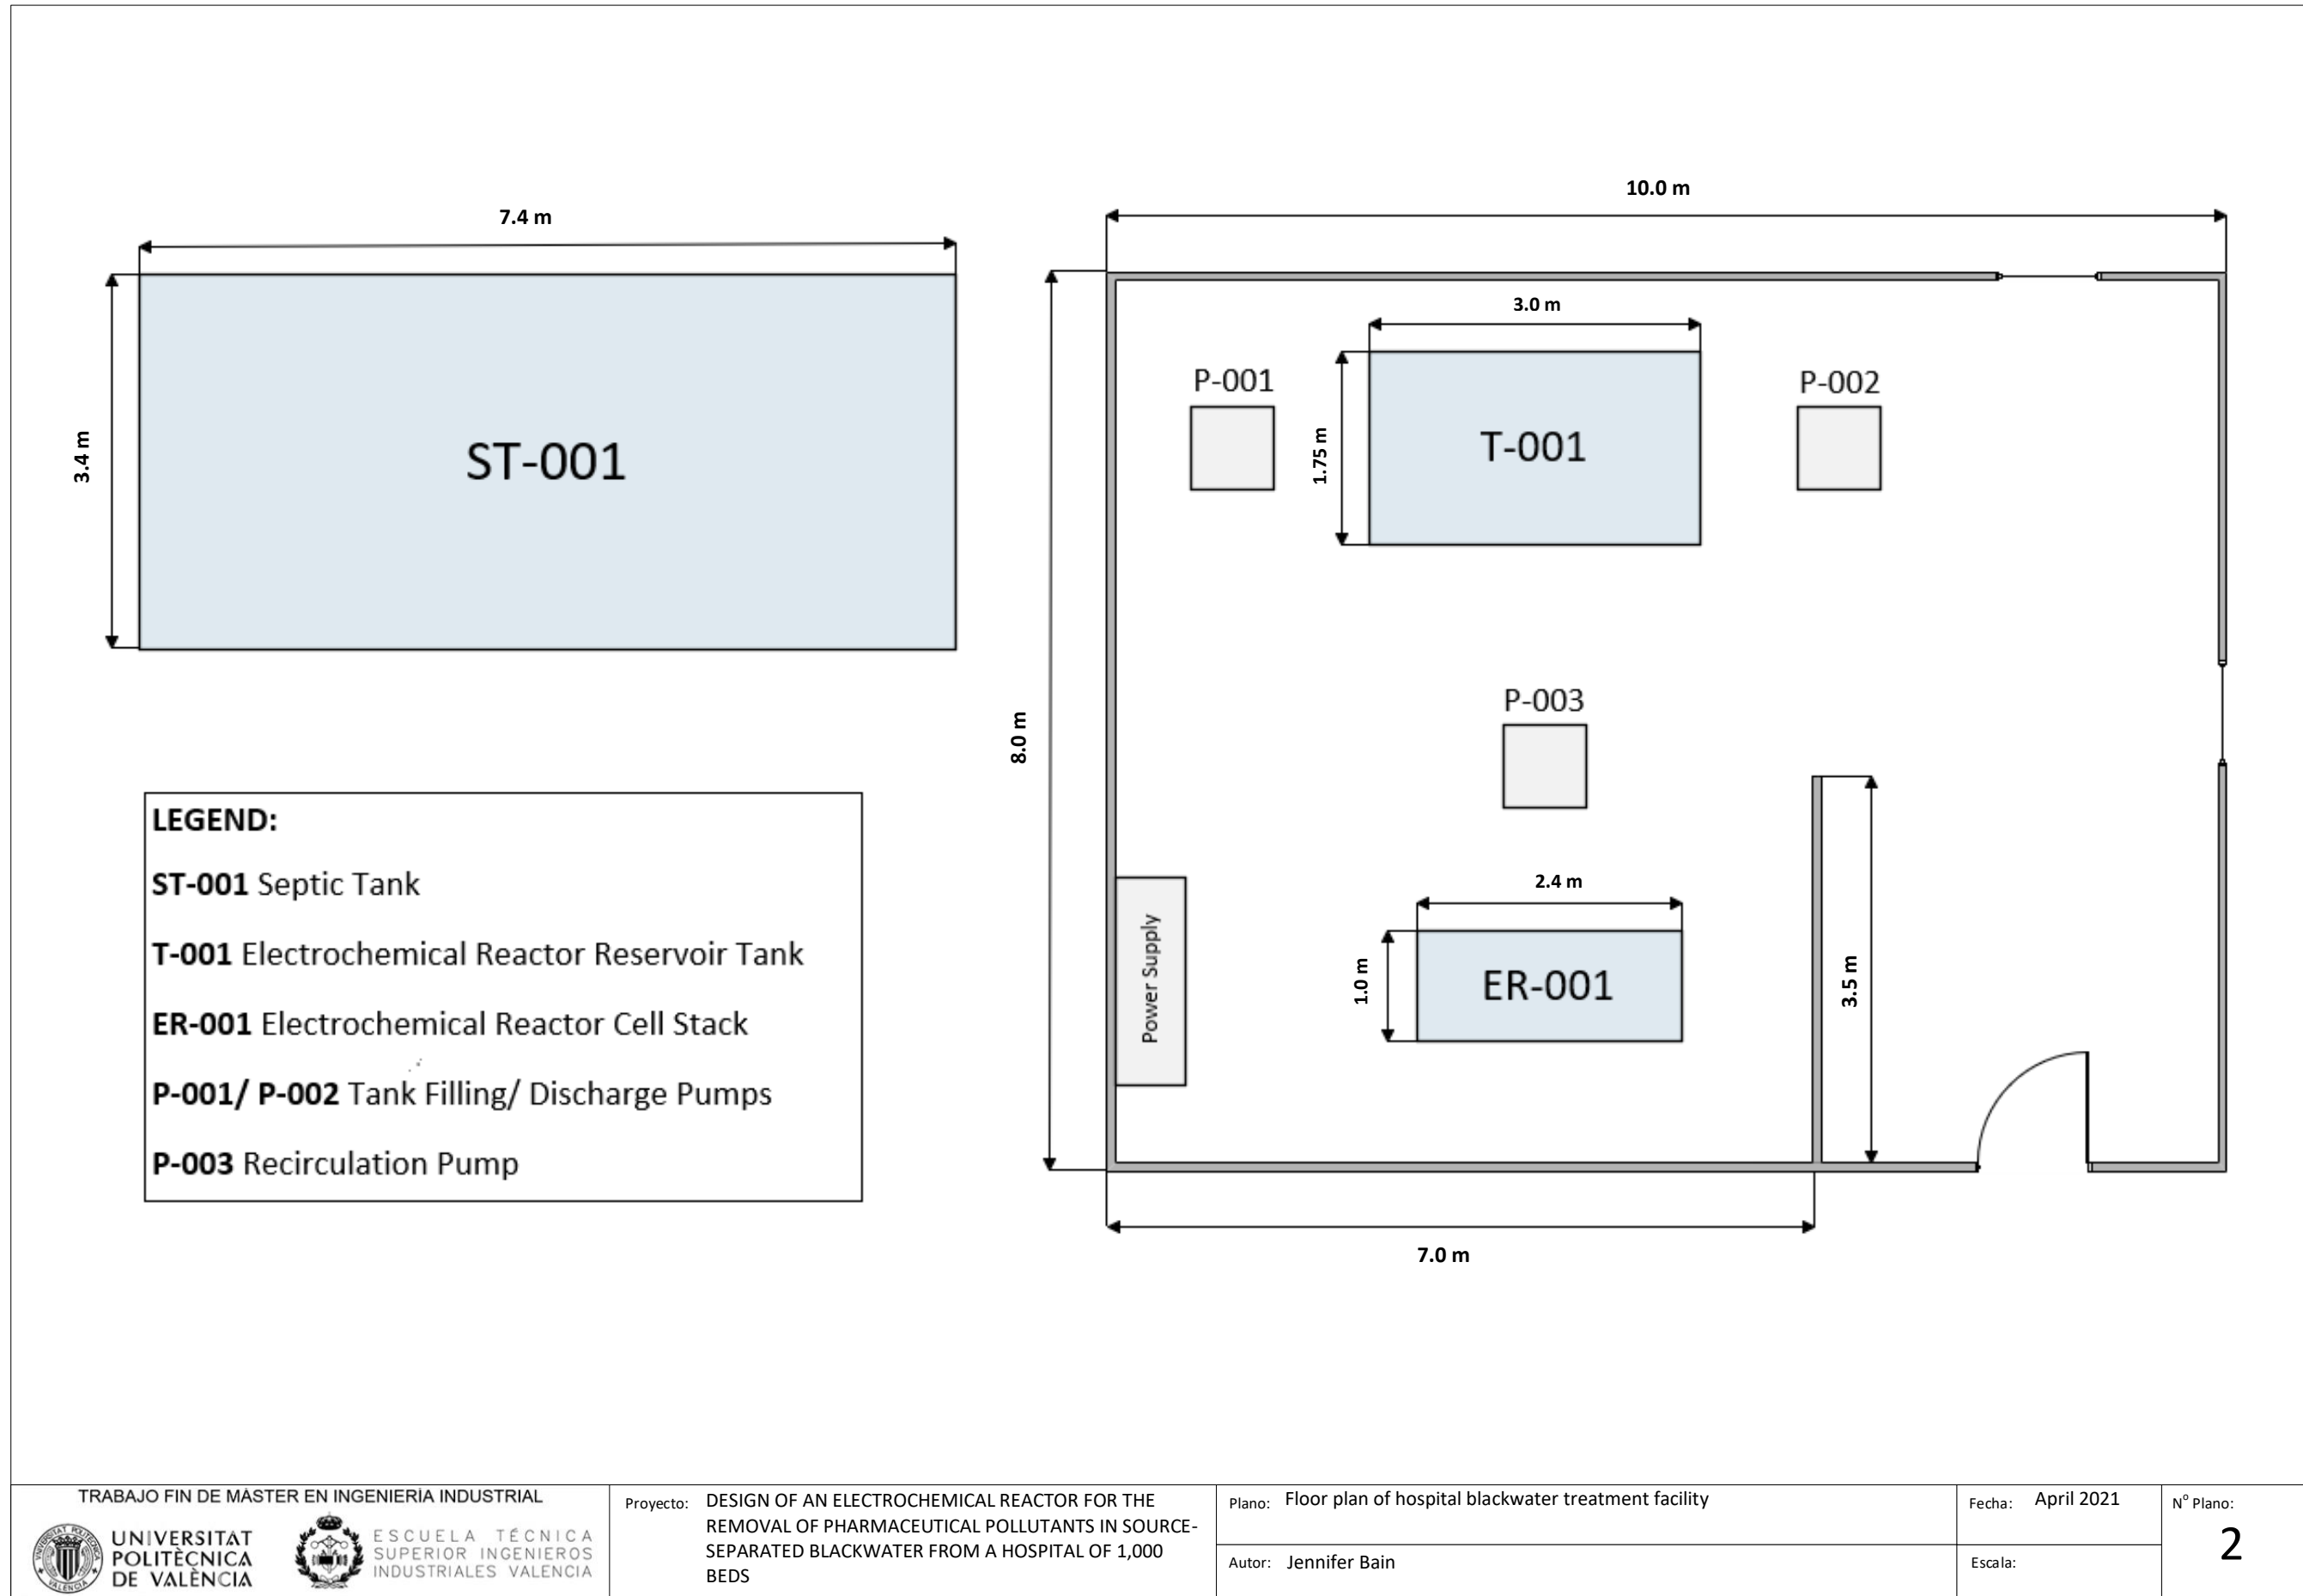 7.4 m
3.4 m
ST-001
10.0 m
8.0 m
3.0 m
1.75 m
P-001
T-001
P-002
P-003
2.4 m
1.0 m
ER-001
Power Supply
3.5 m
7.0 m
LEGEND:
ST-001 Septic Tank
T-001 Electrochemical Reactor Reservoir Tank
ER-001 Electrochemical Reactor Cell Stack
P-001/ P-002 Tank Filling/ Discharge Pumps
P-003 Recirculation Pump
TRABAJO FIN DE MÁSTER EN INGENIERÍA INDUSTRIAL
UNIVERSITAT
POLITÈCNICA
DE VALÈNCIA
ESCUELA TÉCNICA
SUPERIOR INGENIEROS
INDUSTRIALES VALENCIA
Proyecto: DESIGN OF AN ELECTROCHEMICAL REACTOR FOR THE
REMOVAL OF PHARMACEUTICAL POLLUTANTS IN SOURCE-
SEPARATED BLACKWATER FROM A HOSPITAL OF 1,000
BEDS
Plano: Floor plan of hospital blackwater treatment facility
Autor: Jennifer Bain
Fecha: April 2021
Escala:
Nº Plano:
2